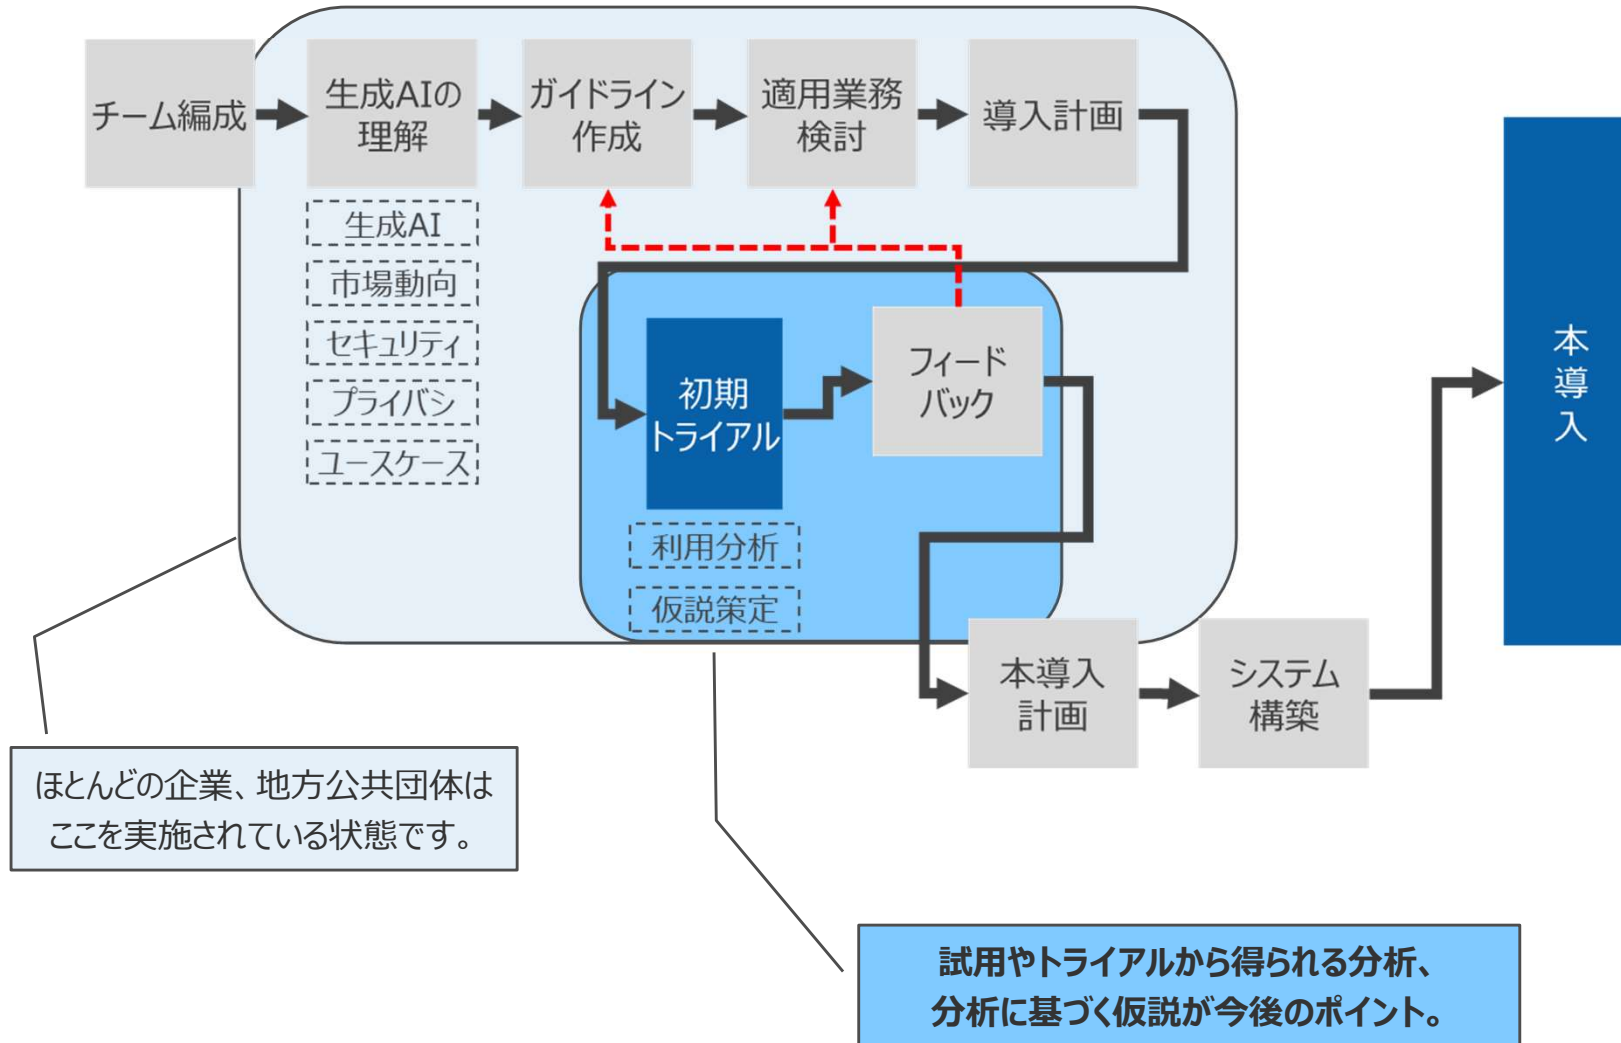 チーム編成
生成AIの
理解
ガイドライン
作成
適用業務
検討
導入計画
生成AI
市場動向
セキュリティ
プライバシ
ユースケース
初期
トライアル
フィード
バック
利用分析
仮説策定
本導入
計画
システム
構築
本
導
入
ほとんどの企業、地方公共団体は
ここを実施されている状態です。
試用やトライアルから得られる分析、
分析に基づく仮説が今後のポイント。